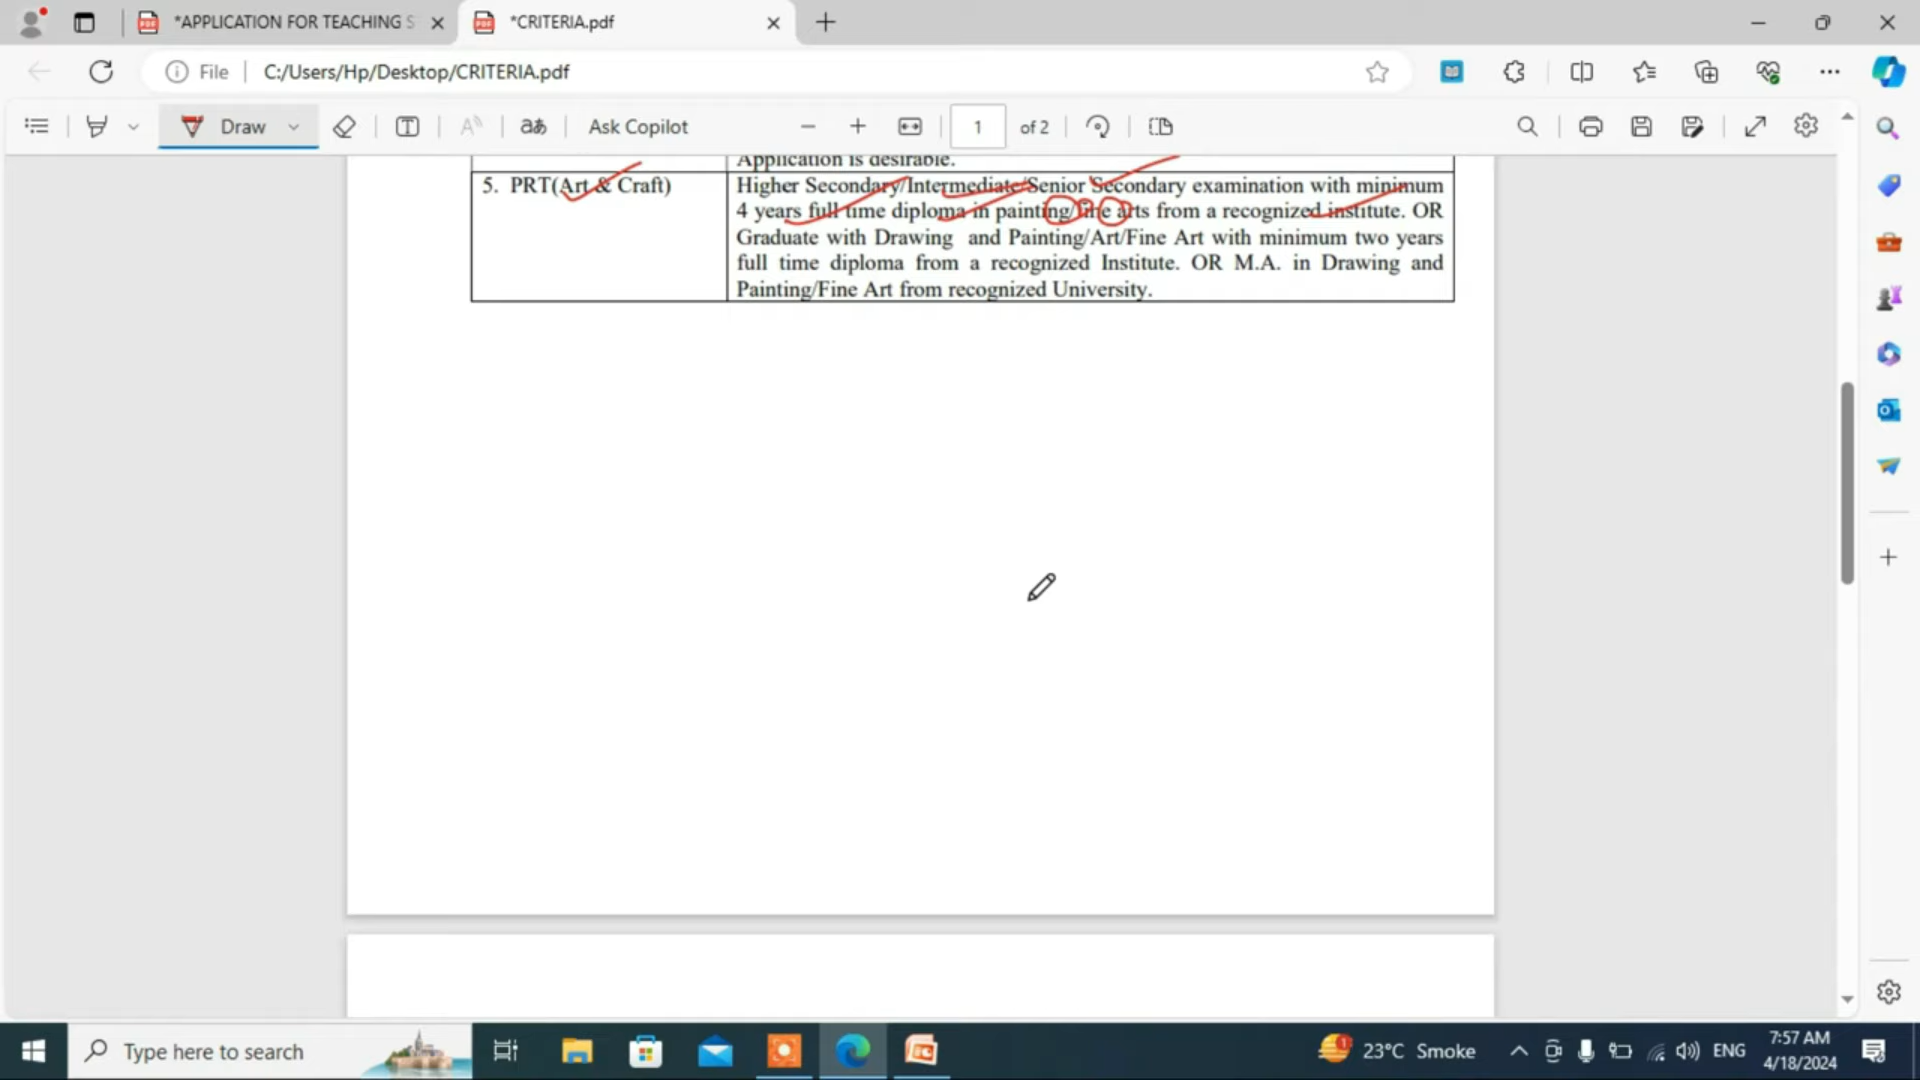 *APPLICATION FOR TEACHING S
*CRITERIA.pdf
File
C:/Users/Hp/Desktop/CRITERIA.pdf
Draw
Ask Copilot
1 of 2
Application is desirable.
5. PRT(Art & Craft)
Higher Secondary/Intermediate/Senior Secondary examination with minimum
4 years full time diploma in painting/fine arts from a recognized institute. OR
Graduate with Drawing and Painting/Art/Fine Art with minimum two years
full time diploma from a recognized Institute. OR M.A. in Drawing and
Painting/Fine Art from recognized University.
Type here to search
23°C Smoke
ENG
7:57 AM
4/18/2024